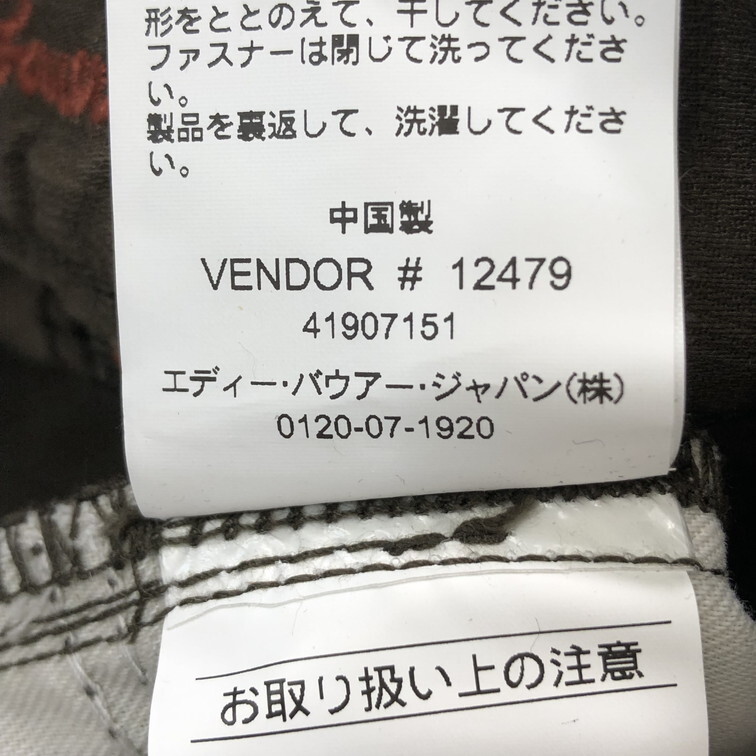 形をととのえて、干してください。
ファスナーは閉じて洗ってくださ
い。
製品を裏返して、洗濯してくださ
い。
中国製
VENDOR # 12479
41907151
エディー・バウアー・ジャパン(株)
0120-07-1920
お取り扱い上の注意